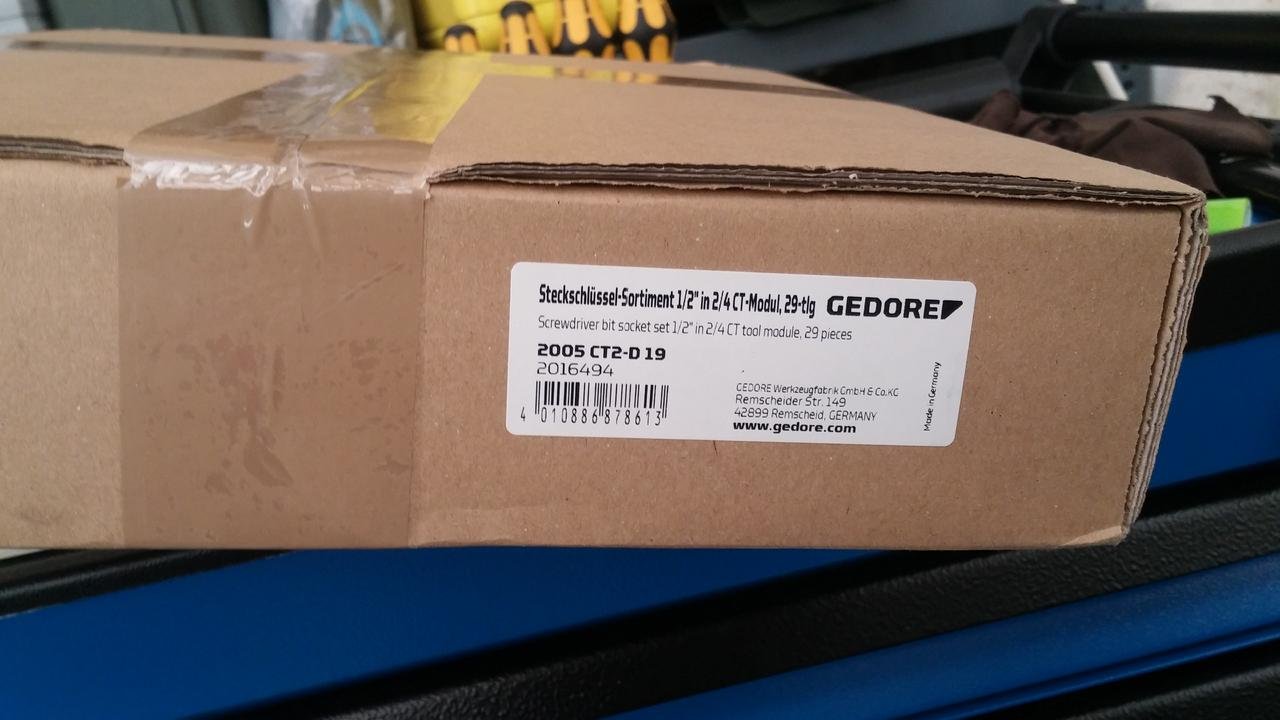 Steckschlüssel-Sortiment 1/2" in 2/4 CT-Modul, 29-tlg
GEDORE
Screwdriver bit socket set 1/2" in 2/4 CT tool module, 29 pieces
2005 CT2-D 19
2016494
4 010886 878613
GEDORE Werkzeugfabrik GmbH & Co.KG
Remscheider Str. 149
42899 Remscheid, GERMANY
www.gedore.com
Made in Germany